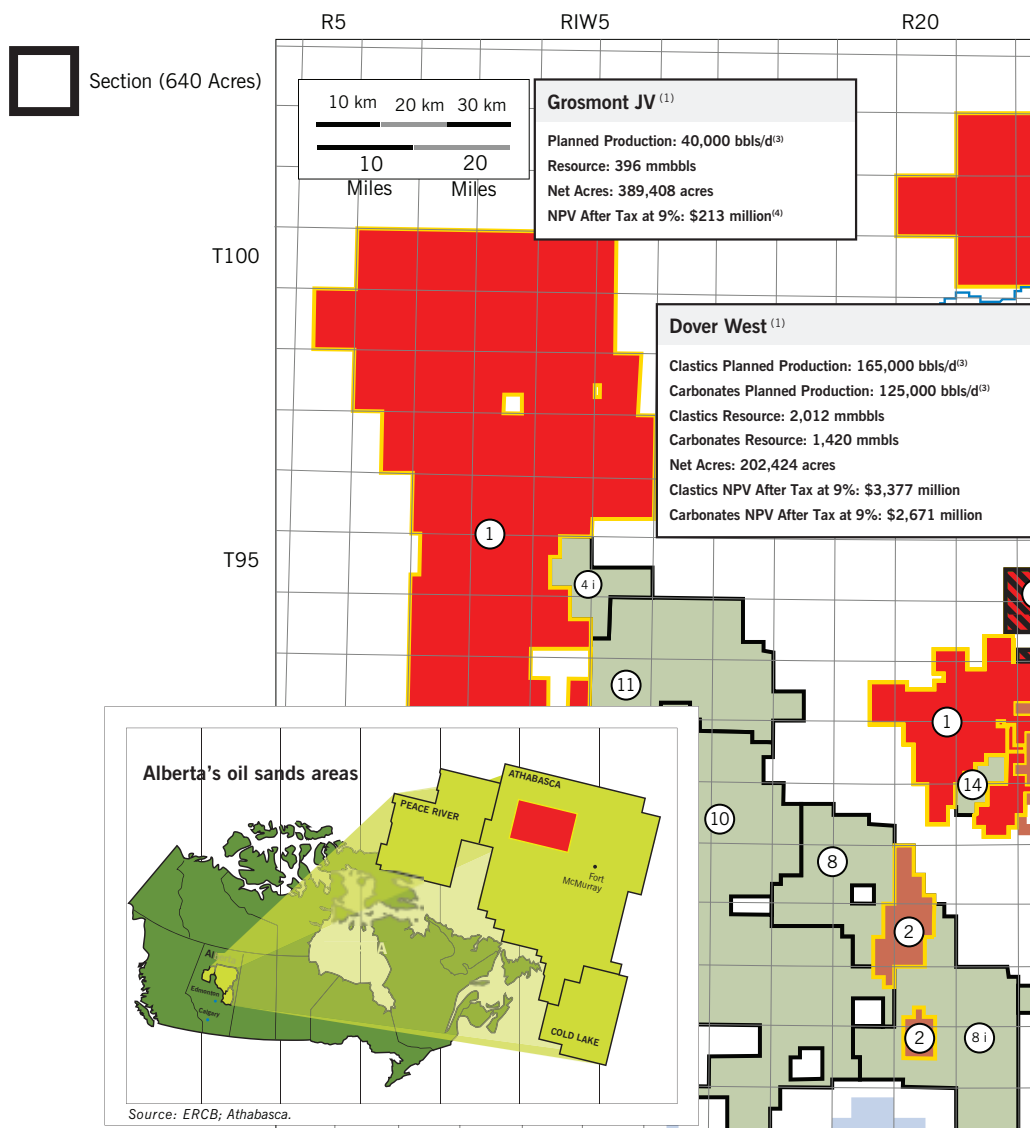 R5 RIW5 R20
Section (640 Acres)
10 km 20 km 30 km
10 20
Miles Miles
Grosmont JV (1)
Planned Production: 40,000 bbls/d(3)
Resource: 396 mmbbls
Net Acres: 389,408 acres
NPV After Tax at 9%: $213 million(4)
T100
Dover West (1)
Clastics Planned Production: 165,000 bbls/d(3)
Carbonates Planned Production: 125,000 bbls/d(3)
Clastics Resource: 2,012 mmbbls
Carbonates Resource: 1,420 mmbls
Net Acres: 202,424 acres
Clastics NPV After Tax at 9%: $3,377 million
Carbonates NPV After Tax at 9%: $2,671 million
T95
1
4 i
11
1
14
10
8
2
2
8 i
Alberta's oil sands areas
ATHABASCA
PEACE RIVER
Fort
McMurray
Edmonton
Calgary
COLD LAKE
Source: ERCB; Athabasca.